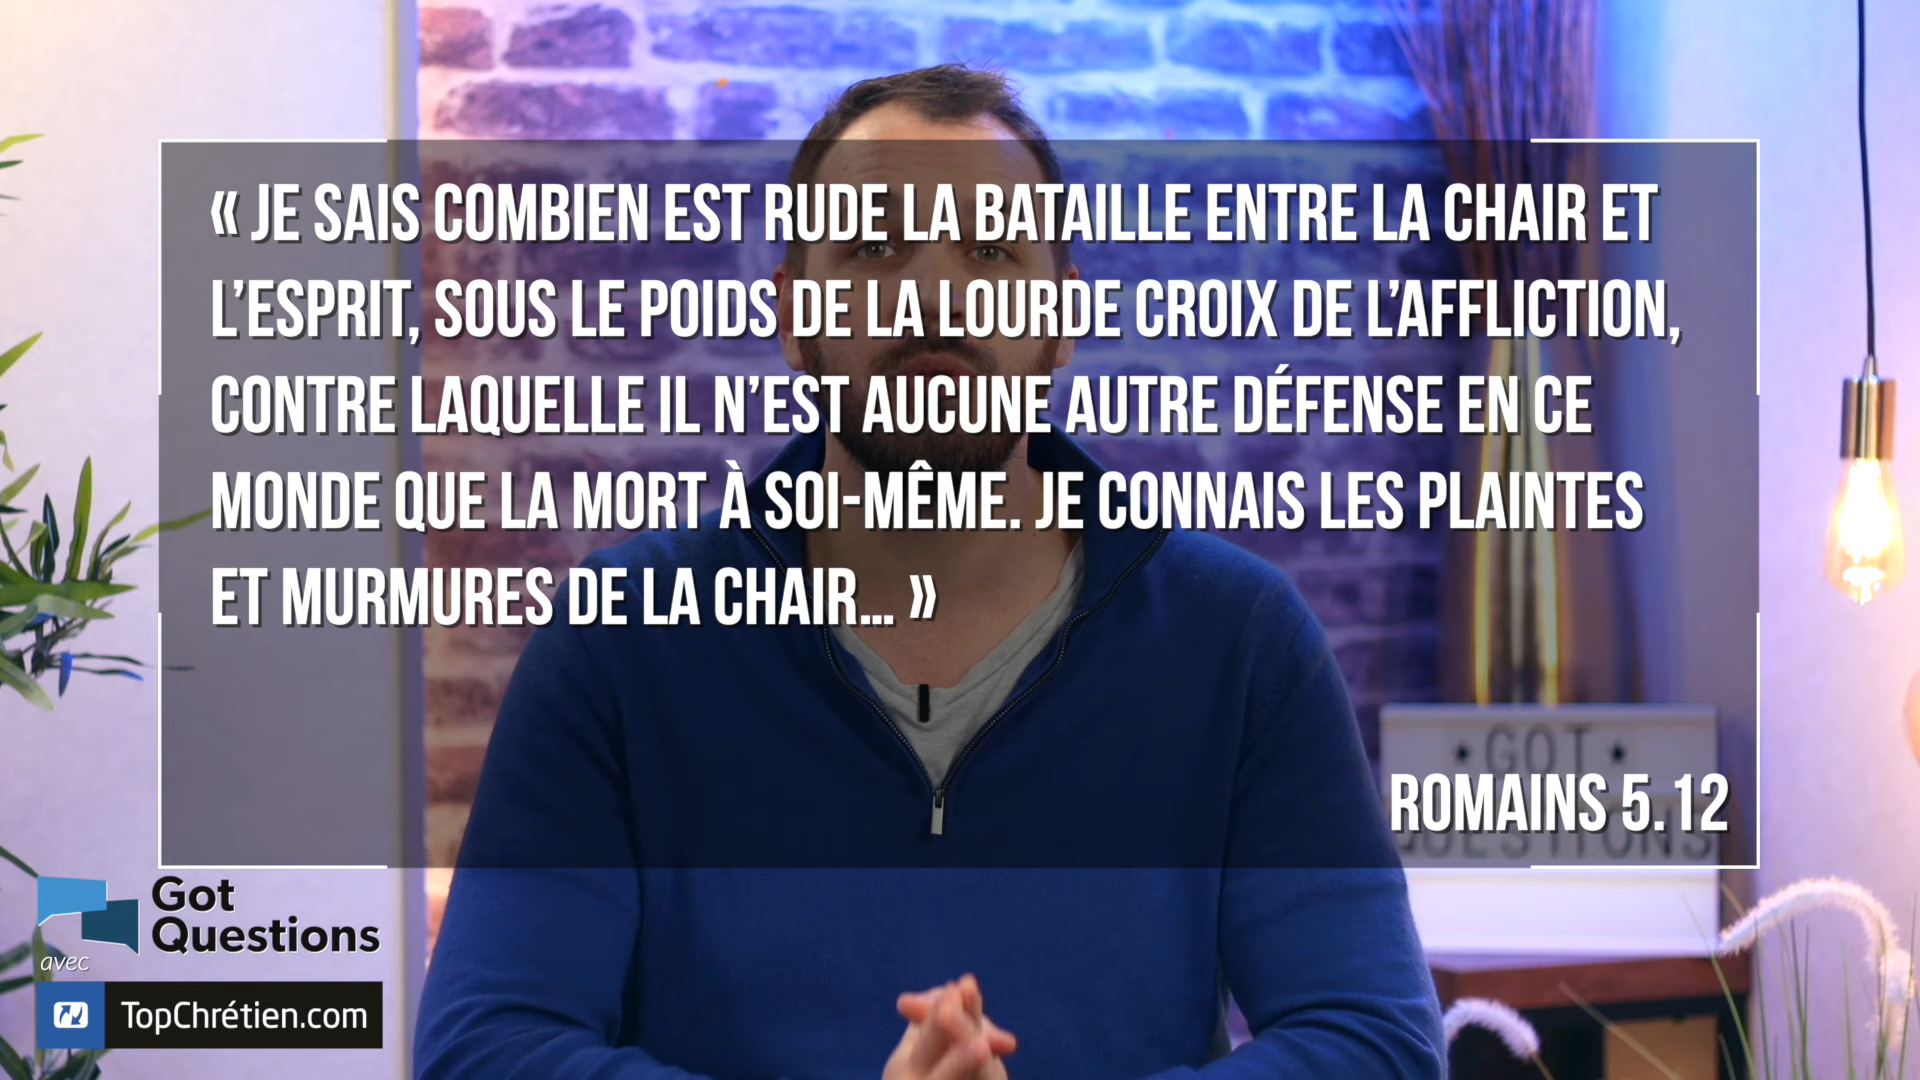 « JE SAIS COMBIEN EST RUDE LA BATAILLE ENTRE LA CHAIR ET
L’ESPRIT, SOUS LE POIDS DE LA LOURDE CROIX DE L’AFFLICTION,
CONTRE LAQUELLE IL N’EST AUCUNE AUTRE DÉFENSE EN CE
MONDE QUE LA MORT À SOI-MÊME. JE CONNAIS LES PLAINTES
ET MURMURES DE LA CHAIR... »
GOT
ROMAINS 5.12
QUESTIONS
Got
Questions
avec
TopChrétien.com